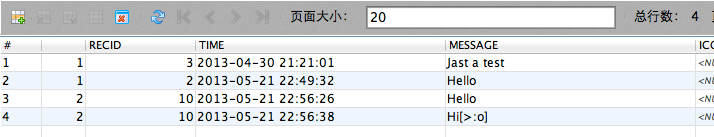 页面大小: 20 总行数: 4
# RECID TIME MESSAGE
1 1 3 2013-04-30 21:21:01 Jast a test
2 1 2 2013-05-21 22:49:32 Hello
3 2 10 2013-05-21 22:56:26 Hello
4 2 10 2013-05-21 22:56:38 Hi[>:o]